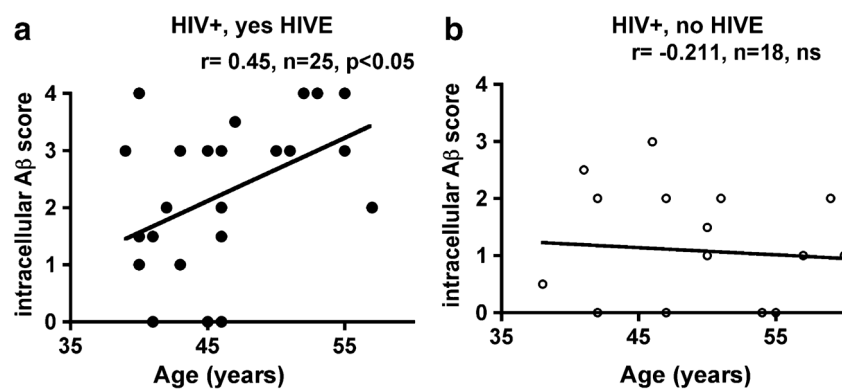 a
HIV+, yes HIVE
r= 0.45, n=25, p<0.05
intracellular Aβ score
4
3
2
1
0
35
45
55
Age (years)
b
HIV+, no HIVE
r= -0.211, n=18, ns
intracellular Aβ score
4
3
2
1
0
35
45
55
Age (years)